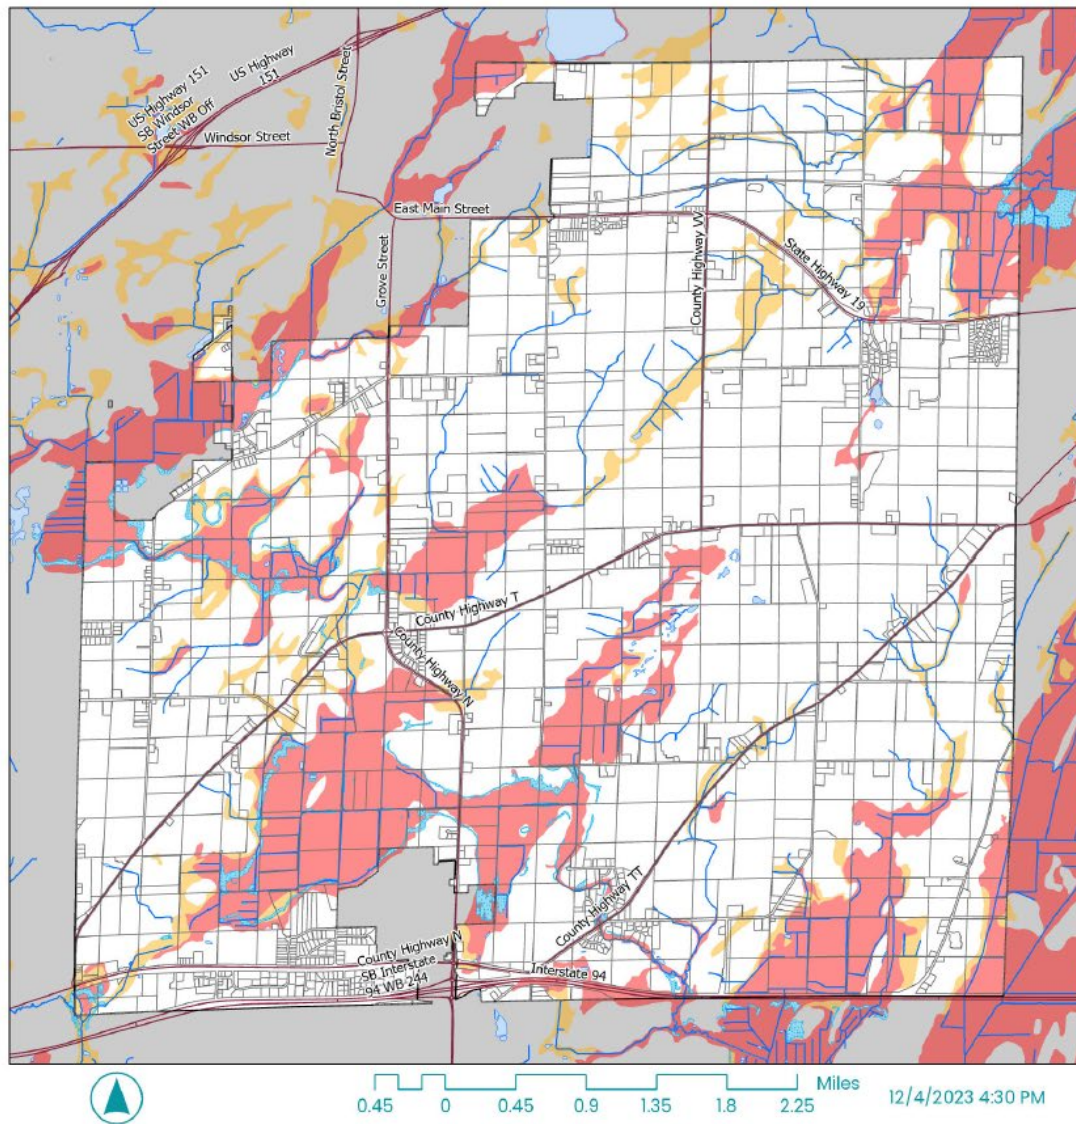 US Highway
151
US Highway 151
SB Windsor
Street WB Off
Windsor Street
North Bristol Street
East Main Street
Grove Street
County Highway VV
State Highway 19
County Highway T
County Highway N
County Highway TT
County Highway N
SB Interstate
94 WB 244
Interstate 94
Miles
0.45 0 0.45 0.9 1.35 1.8 2.25
12/4/2023 4:30 PM